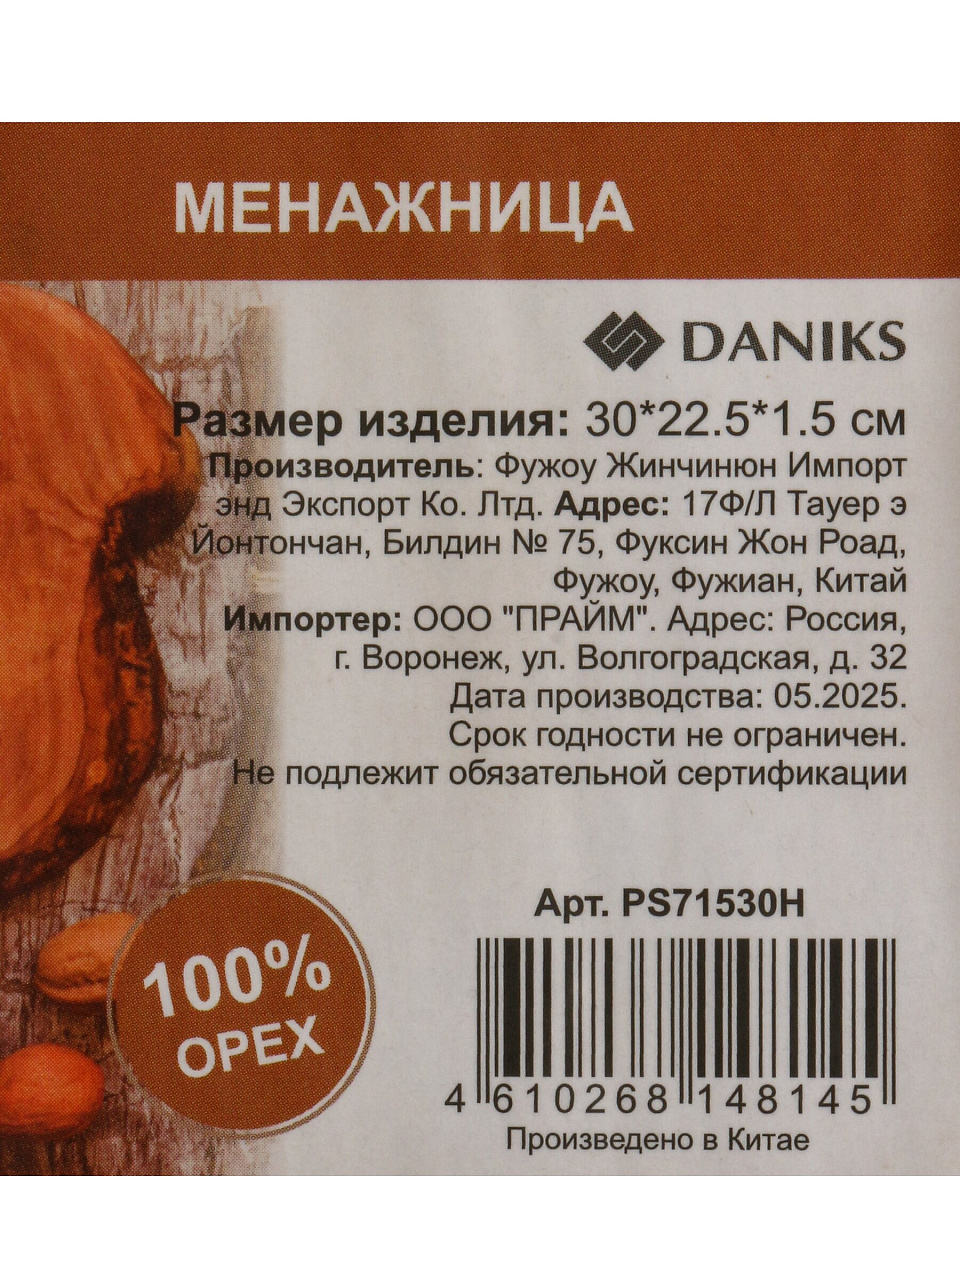 МЕНАЖНИЦА
DANIKS
Размер изделия: 30*22.5*1.5 см
Производитель: Фужоу Жинчинюн Импорт
энд Экспорт Ко. Лтд. Адрес: 17Ф/Л Тауер э
Йонтончан, Билдин № 75, Фуксин Жон Роад,
Фужоу, Фужиан, Китай
Импортер: ООО "ПРАЙМ". Адрес: Россия,
г. Воронеж, ул. Волгоградская, д. 32
Дата производства: 05.2025.
Срок годности не ограничен.
Не подлежит обязательной сертификации
100%
ОРЕХ
Арт. PS71530H
4 610268 148145
Произведено в Китае